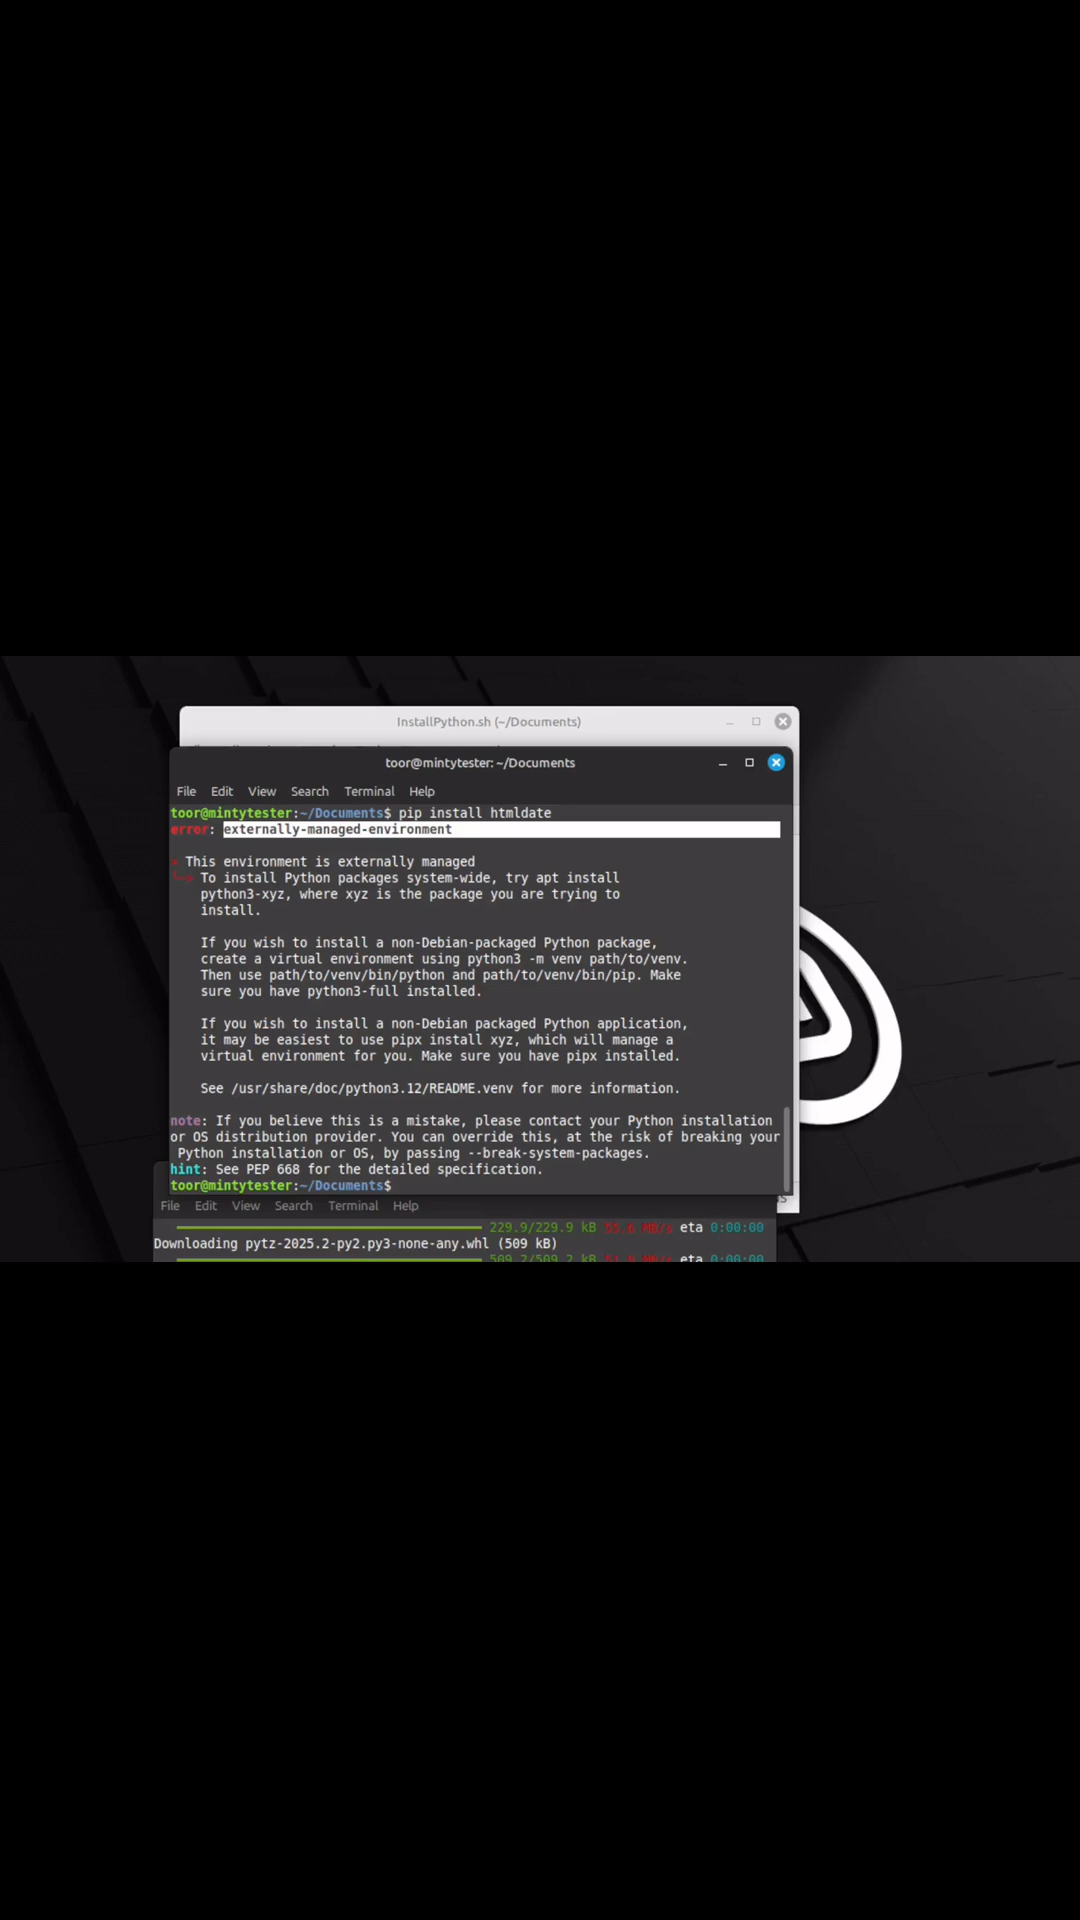 InstallPython.sh (~/Documents)
toor@mintytester: ~/Documents
File Edit View Search Terminal Help
toor@mintytester:~/Documents$ pip install htmldate
error: externally-managed-environment
× This environment is externally managed
╰─> To install Python packages system-wide, try apt install
python3-xyz, where xyz is the package you are trying to
install.
If you wish to install a non-Debian-packaged Python package,
create a virtual environment using python3 -m venv path/to/venv.
Then use path/to/venv/bin/python and path/to/venv/bin/pip. Make
sure you have python3-full installed.
If you wish to install a non-Debian packaged Python application,
it may be easiest to use pipx install xyz, which will manage a
virtual environment for you. Make sure you have pipx installed.
See /usr/share/doc/python3.12/README.venv for more information.
note: If you believe this is a mistake, please contact your Python installation
or OS distribution provider. You can override this, at the risk of breaking your
Python installation or OS, by passing --break-system-packages.
hint: See PEP 668 for the detailed specification.
toor@mintytester:~/Documents$
File Edit View Search Terminal Help
229.9/229.9 kB eta 0:00:00
Downloading pytz-2025.2-py2.py3-none-any.whl (509 kB)
509.2/509.2 kB eta 0:00:00